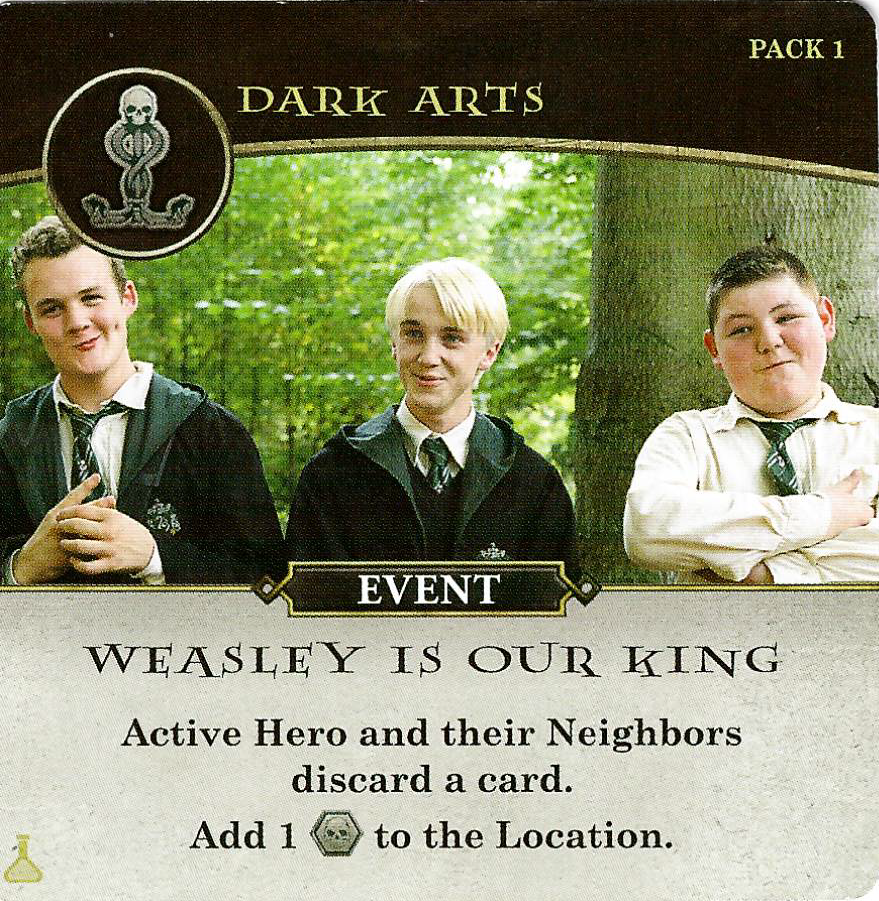 PACK 1
DARK ARTS
EVENT
WEASLEY IS OUR KING
Active Hero and their Neighbors
discard a card.
Add 1 to the Location.